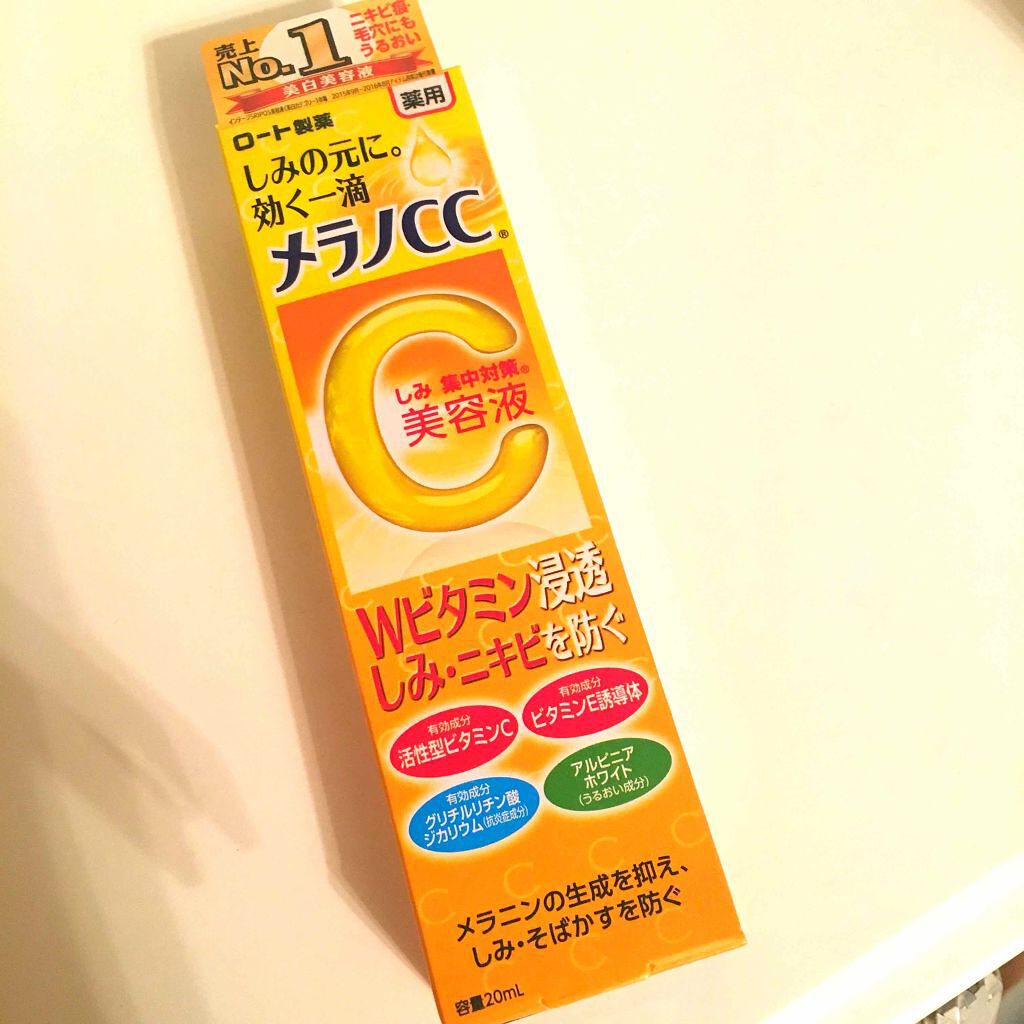 売上
No.1
ニキビ痕・
毛穴にも
うるおい
美白美容液
薬用
ロート製薬
しみの元に。
効く一滴
メラノCC®
しみ 集中対策®
美容液
Wビタミン浸透
しみ・ニキビを防ぐ
有効成分
活性型ビタミンC
有効成分
ビタミンE誘導体
有効成分
グリチルリチン酸
ジカリウム(抗炎症成分)
アルピニア
ホワイト
(うるおい成分)
メラニンの生成を抑え、
しみ・そばかすを防ぐ
容量20mL